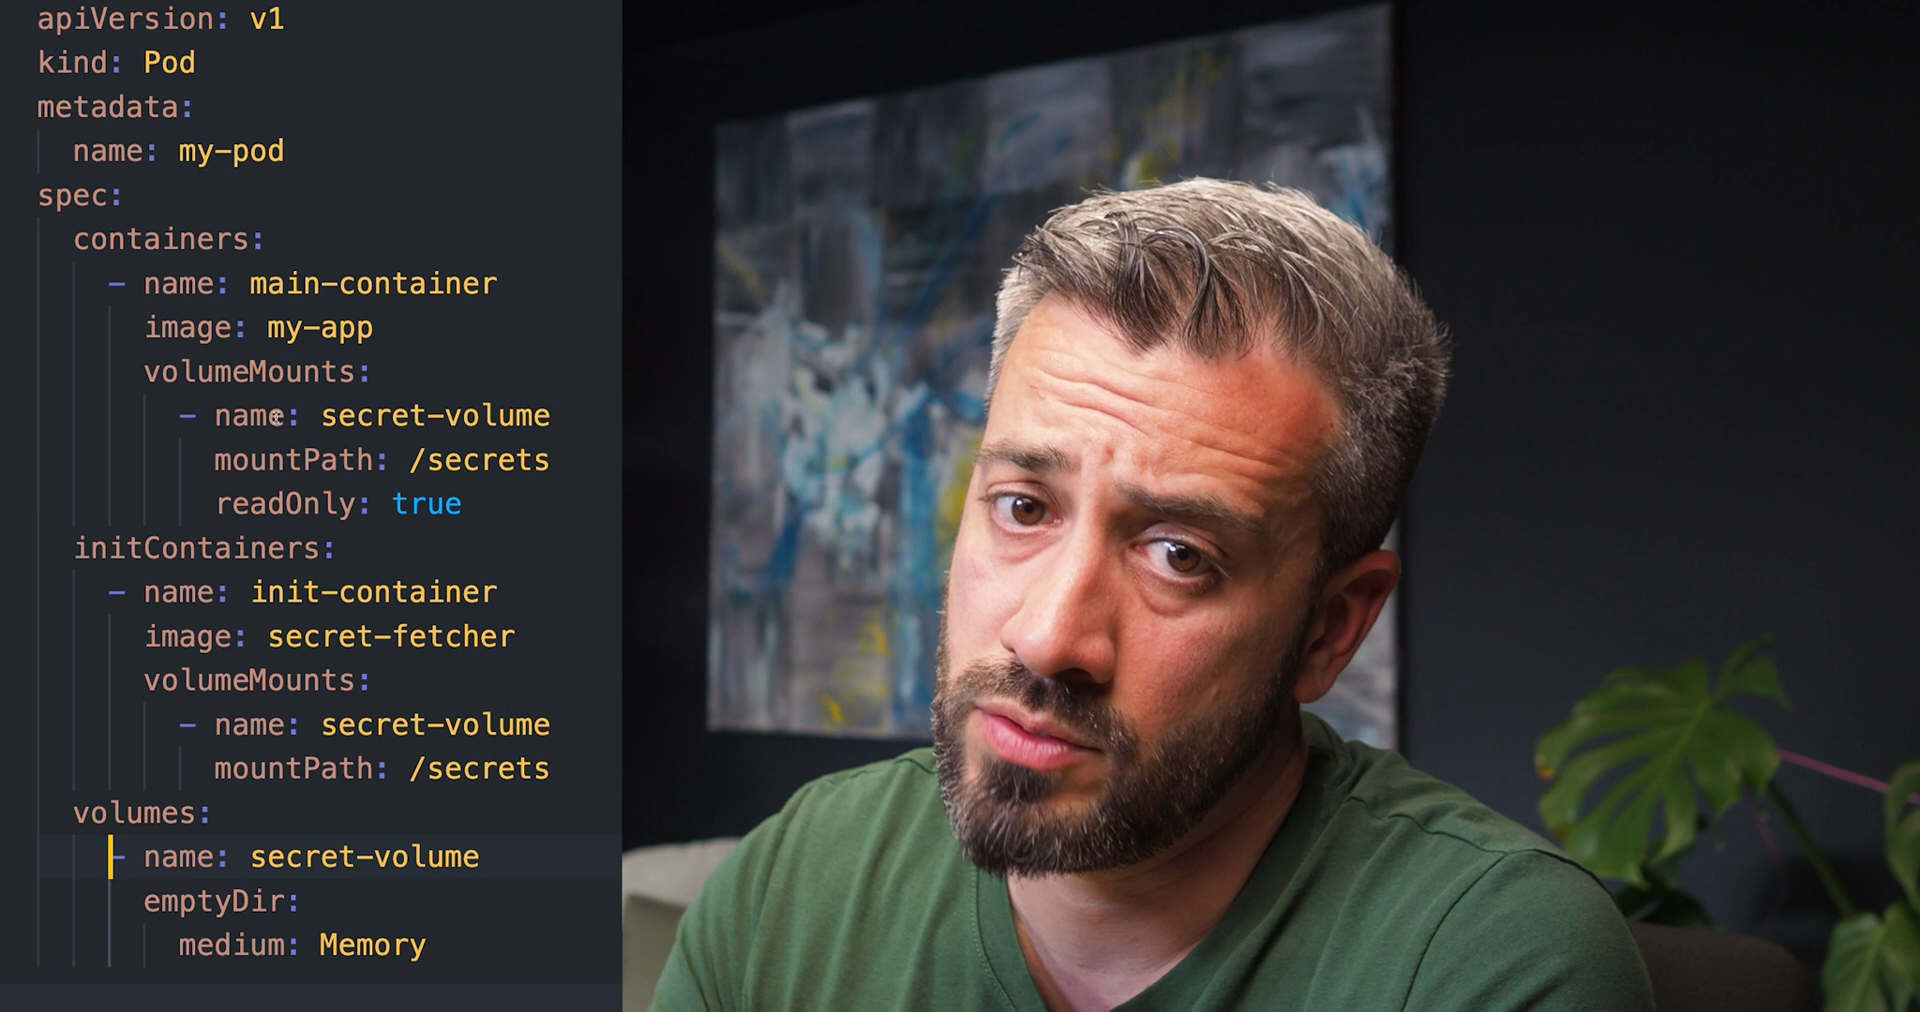 apiVersion: v1
kind: Pod
metadata:
  name: my-pod
spec:
  containers:
    - name: main-container
      image: my-app
      volumeMounts:
        - name: secret-volume
          mountPath: /secrets
          readOnly: true
  initContainers:
    - name: init-container
      image: secret-fetcher
      volumeMounts:
        - name: secret-volume
          mountPath: /secrets
  volumes:
    - name: secret-volume
      emptyDir:
        medium: Memory